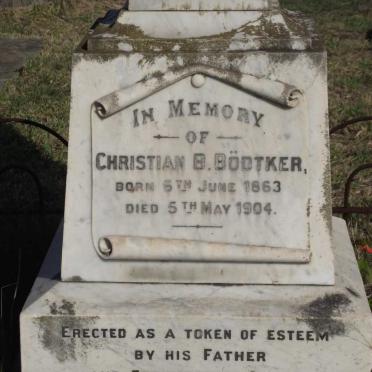 IN MEMORY
OF
CHRISTIAN B. BÖDTKER,
BORN 6TH JUNE 1863
DIED 5TH MAY 1904.
ERECTED AS A TOKEN OF ESTEEM
BY HIS FATHER